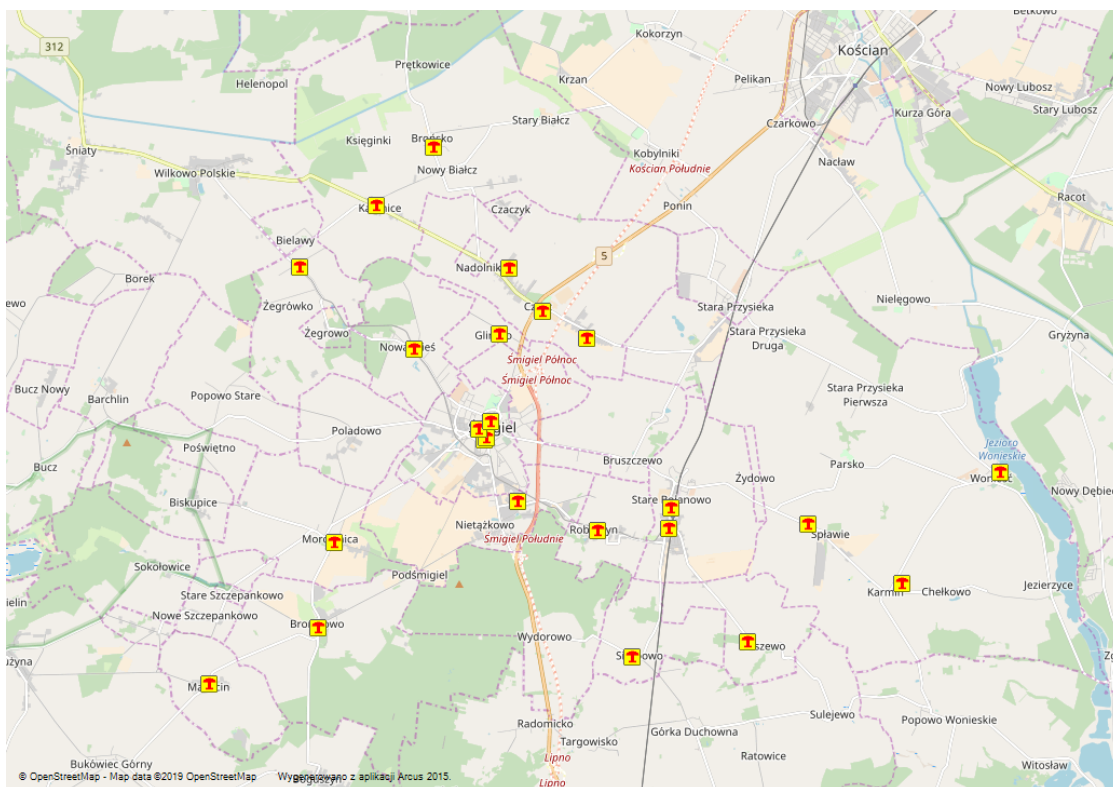 Betkowo
Kokorzyn
312
Kościan
Prętkowice
Krzan
Pelikan
Helenopol
Nowy Lubosz
Stary Lubosz
Kurza Góra
Stary Białcz
Czarkowo
Księginki
Brońsko
Śniaty
Kobylniki
Nacław
Kościan Południe
Nowy Białcz
Wilkowo Polskie
Racot
Ponin
Czaczyk
Bielawy
5
Nadolnik
Borek
Nielęgowo
Stara Przysieka
Żegrówko
Żegrowo
Stara Przysieka
Druga
Gryżyna
Śmigiel Północ
Śmigiel Północ
Bucz Nowy
Barchlin
Popowo Stare
Stara Przysieka
Pierwsza
Poladowo
Jezioro
Wonieskie
Poświętno
Bruszczewo
Parsko
Bucz
Żydowo
Nowy Dębiec
Biskupice
Nietążkowo
Śmigiel Południe
Spławie
Sokołowice
Podśmigiel
Jezierzyce
Stare Szczepankowo
Karmin
Chełkowo
Nowe Szczepankowo
Wydorowo
Sulejewo
Popowo Wonieskie
Radomicko
Górka Duchowna
Targowisko
Ratowice
Lipno
Bukówiec Górny
Witosław
© OpenStreetMap - Map data ©2019 OpenStreetMap Wygenerowano z aplikacji Arcus 2015.
Lipno